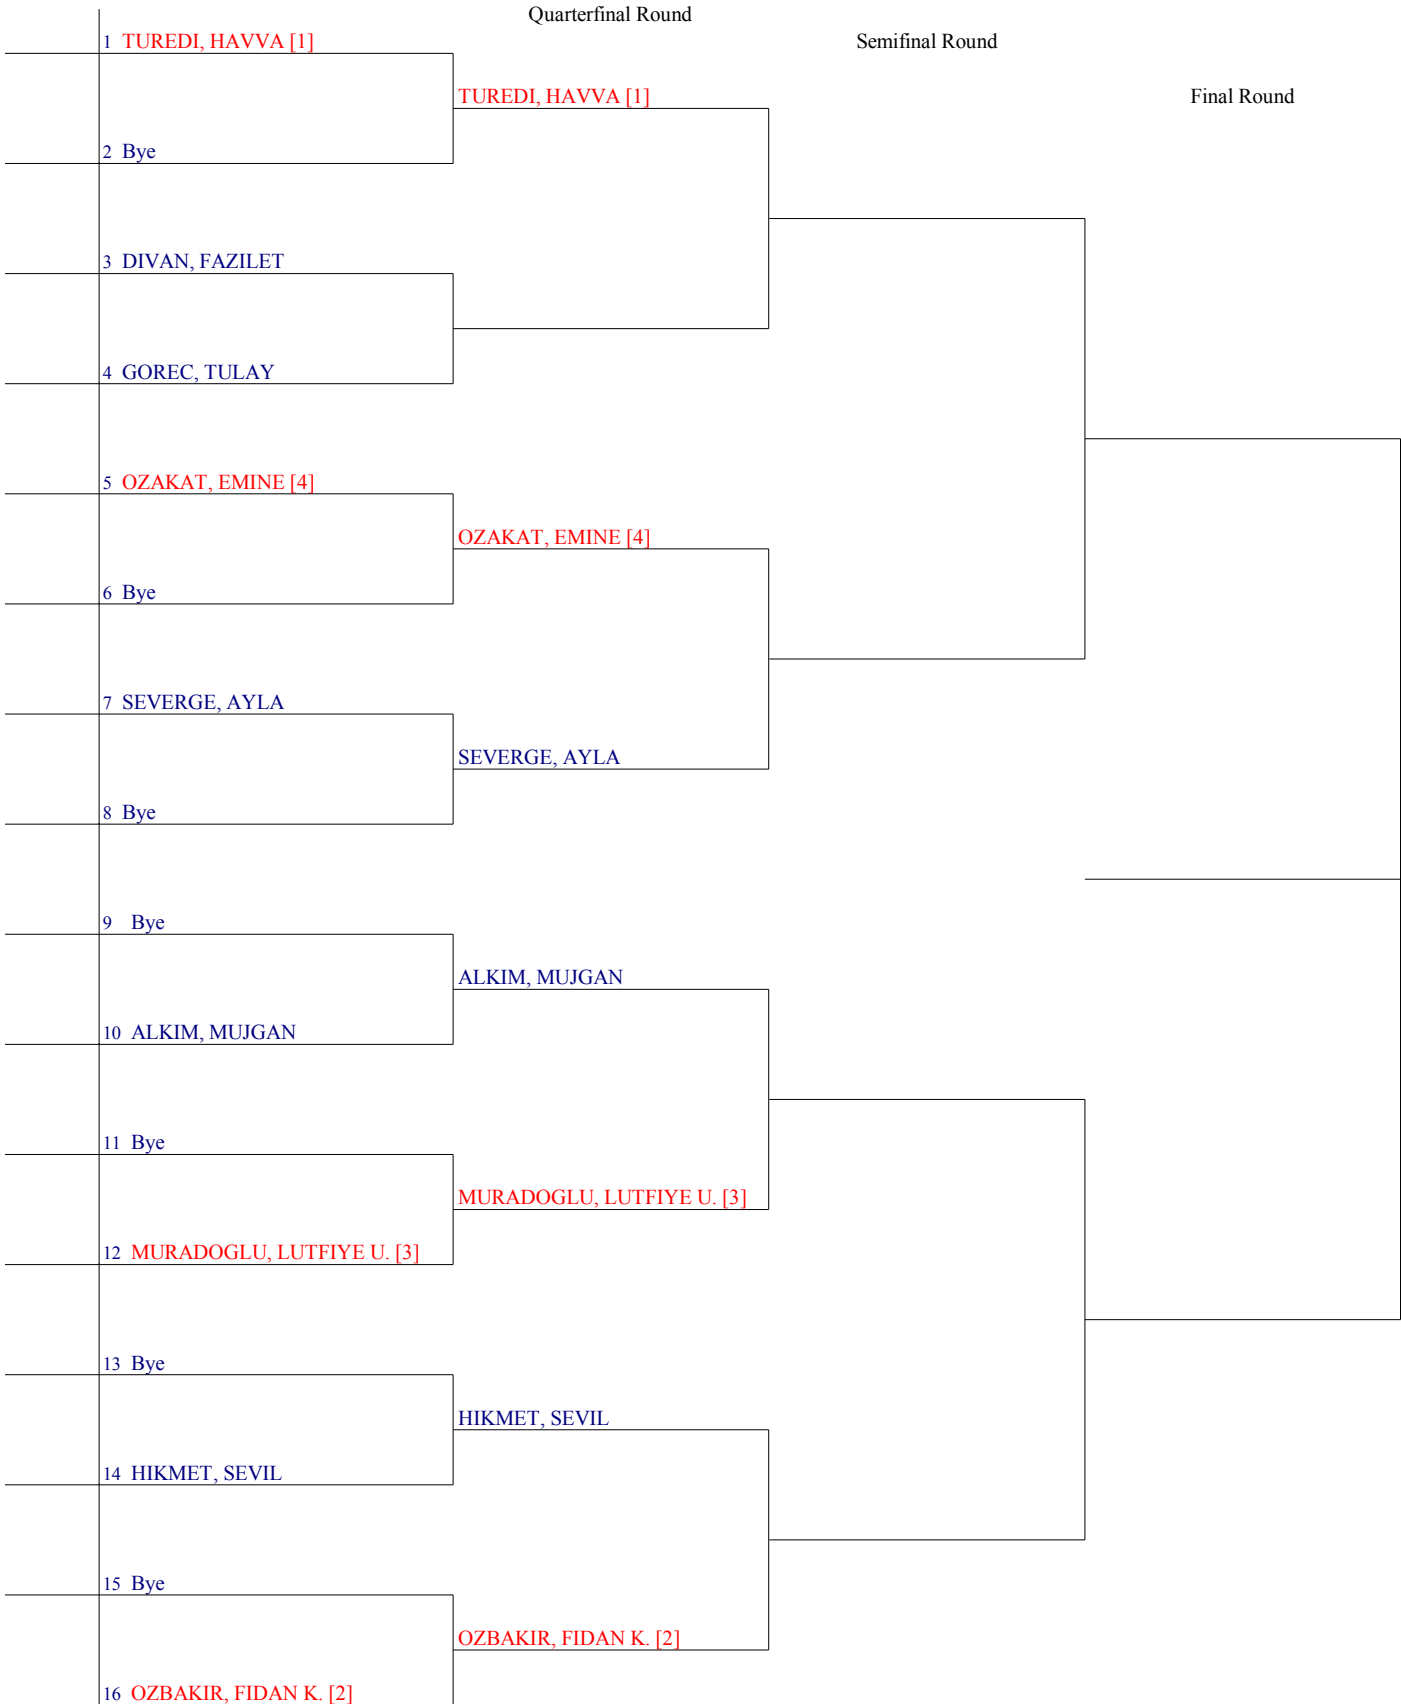 Quarterfinal Round
Semifinal Round
Final Round
1 TUREDI, HAVVA [1]
TUREDI, HAVVA [1]
2 Bye
3 DIVAN, FAZILET
4 GOREC, TULAY
5 OZAKAT, EMINE [4]
OZAKAT, EMINE [4]
6 Bye
7 SEVERGE, AYLA
SEVERGE, AYLA
8 Bye
9 Bye
ALKIM, MUJGAN
10 ALKIM, MUJGAN
11 Bye
MURADOGLU, LUTFIYE U. [3]
12 MURADOGLU, LUTFIYE U. [3]
13 Bye
HIKMET, SEVIL
14 HIKMET, SEVIL
15 Bye
OZBAKIR, FIDAN K. [2]
16 OZBAKIR, FIDAN K. [2]